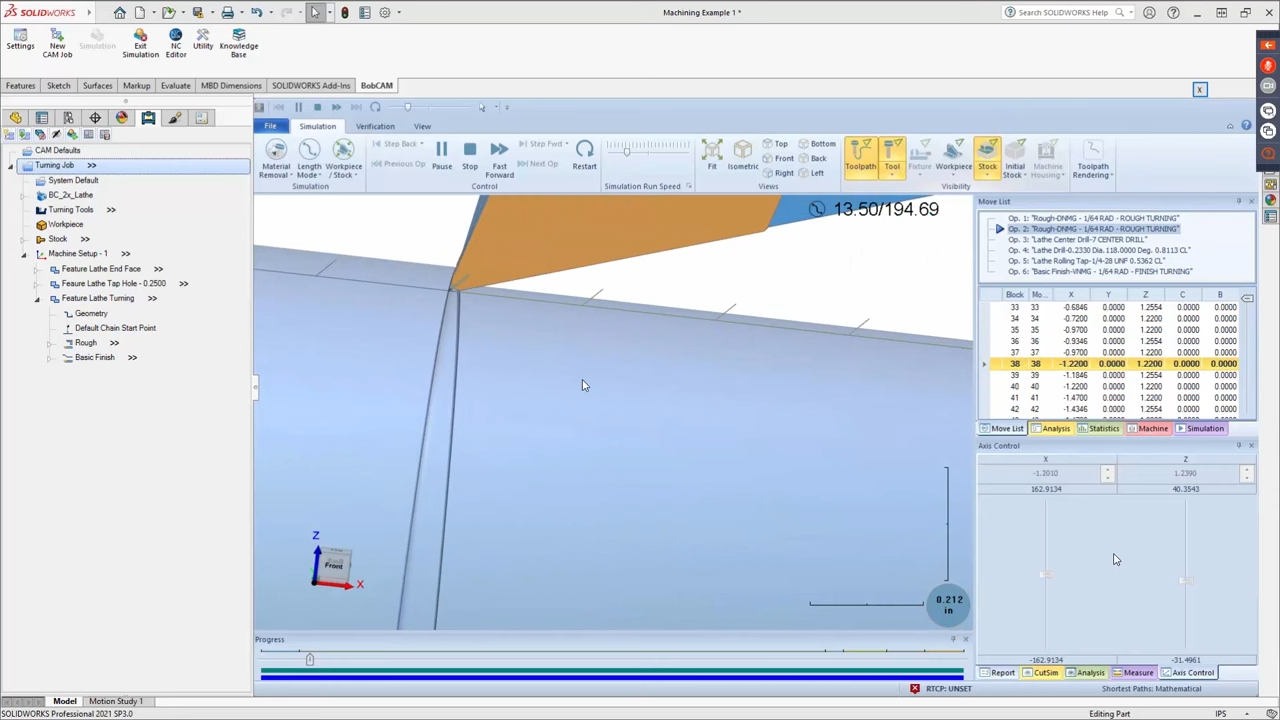 SOLIDWORKS
Machining Example 1 *
Search SOLIDWORKS Help
Settings
New CAM Job
Simulation
Exit Simulation
NC Editor
Utility
Knowledge Base
Features
Sketch
Surfaces
Markup
Evaluate
MBD Dimensions
SOLIDWORKS Add-Ins
BobCAM
X
CAM Defaults
Turning Job >>
System Default
BC_2x_Lathe
Turning Tools >>
Workpiece
Stock >>
Machine Setup - 1 >>
Feature Lathe End Face >>
Feaure Lathe Tap Hole - 0.2500 >>
Feature Lathe Turning >>
Geometry
Default Chain Start Point
Rough >>
Basic Finish >>
File
Simulation
Verification
View
Material Removal
Length Mode
Workpiece / Stock
Simulation
Step Back
Previous Op
Pause
Stop
Fast Forward
Step Fwrd
Next Op
Restart
Control
Simulation Run Speed
Fit
Isometric
Top
Front
Right
Bottom
Back
Left
Views
Toolpath
Tool
Fixture
Workpiece
Stock
Initial Stock
Machine Housing
Visibility
Toolpath Rendering
13.50/194.69
Front
Z
X
0.212 in
Progress
Move List
Op. 1: "Rough-DNMG - 1/64 RAD - ROUGH TURNING"
Op. 2: "Rough-DNMG - 1/64 RAD - ROUGH TURNING"
Op. 3: "Lathe Center Drill-7 CENTER DRILL"
Op. 4: "Lathe Drill-0.2330 Dia.118.0000 Deg. 0.8113 CL"
Op. 5: "Lathe Rolling Tap-1/4-28 UNF 0.5362 CL"
Op. 6: "Basic Finish-VNMG - 1/64 RAD - FINISH TURNING"
Block Mo... X Y Z C B
33 33 -0.6846 0.0000 1.2554 0.0000 0.0000
34 34 -0.7200 0.0000 1.2200 0.0000 0.0000
35 35 -0.9700 0.0000 1.2200 0.0000 0.0000
36 36 -0.9346 0.0000 1.2554 0.0000 0.0000
37 37 -0.9700 0.0000 1.2200 0.0000 0.0000
38 38 -1.2200 0.0000 1.2200 0.0000 0.0000
39 39 -1.1846 0.0000 1.2554 0.0000 0.0000
40 40 -1.2200 0.0000 1.2200 0.0000 0.0000
41 41 -1.4700 0.0000 1.2200 0.0000 0.0000
42 42 -1.4346 0.0000 1.2554 0.0000 0.0000
Move List
Analysis
Statistics
Machine
Simulation
Axis Control
X Z
-1.2010 1.2390
162.9134 40.3543
-162.9134 -31.4961
Report
CutSim
Analysis
Measure
Axis Control
RTCP: UNSET
Shortest Paths: Mathematical
Model
Motion Study 1
SOLIDWORKS Professional 2021 SP3.0
Editing Part
IPS